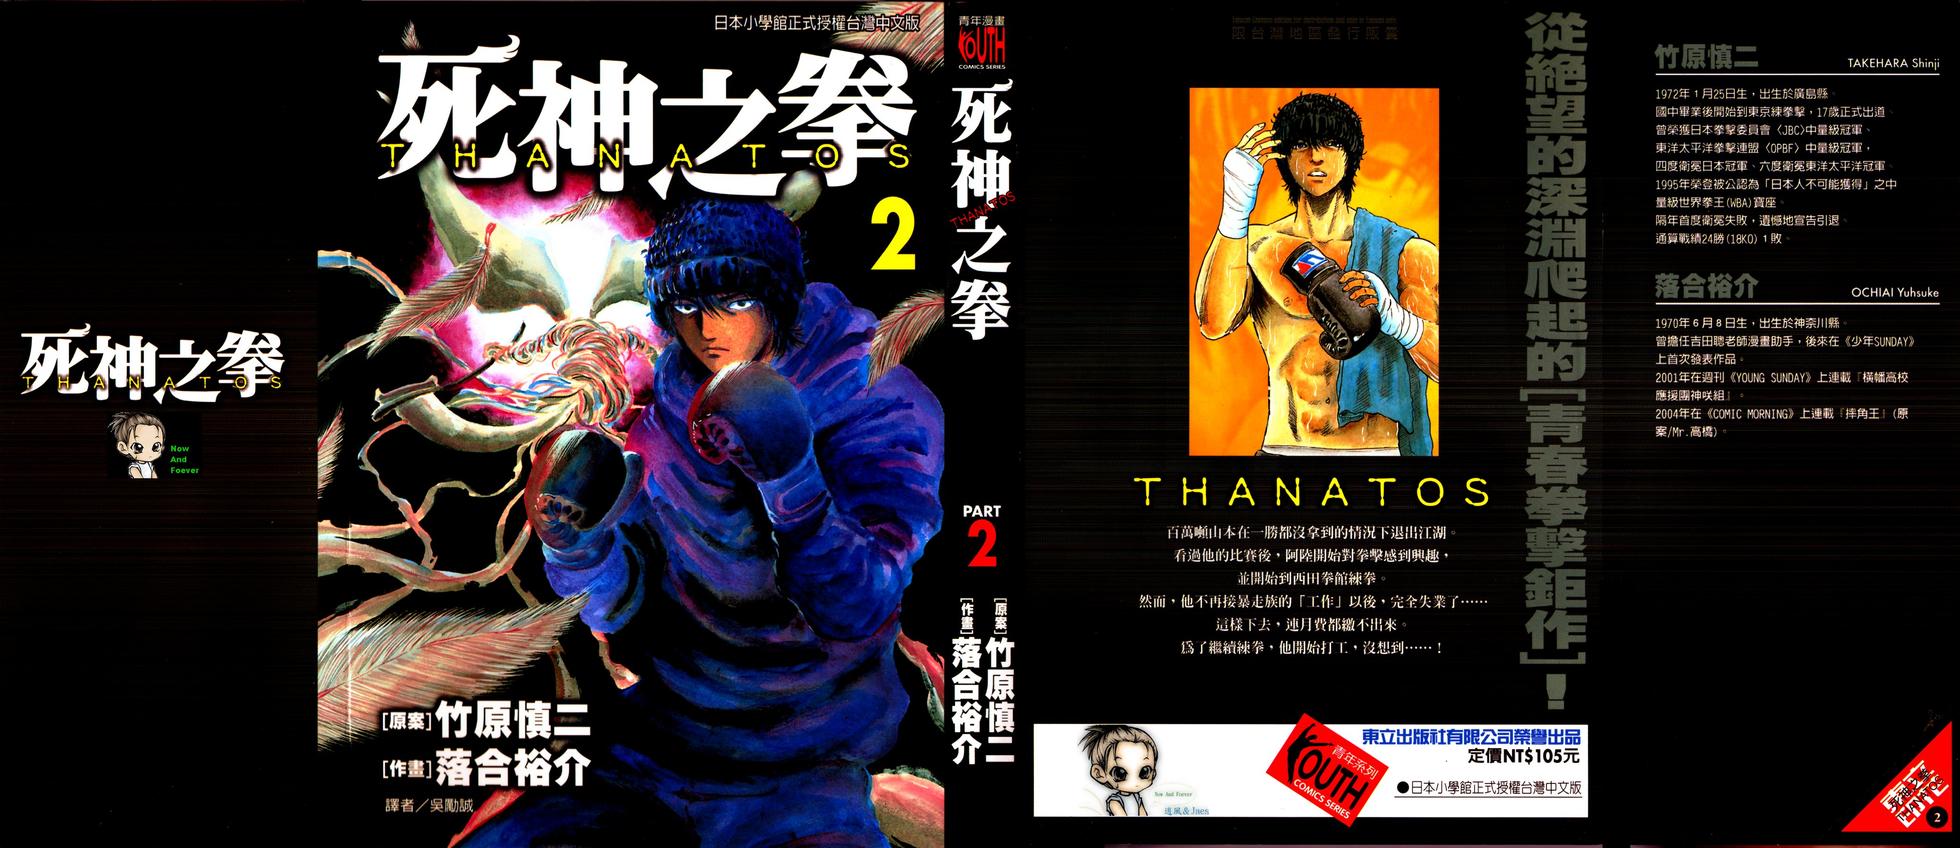 死神之拳
THANATOS
Now
And
Foever
日本小學館正式授權台灣中文版
死神之拳
THANATOS
2
[原案]竹原慎二
[作畫]落合裕介
譯者／吳勵誠
青年漫畫
YOUTH
COMICS SERIES
死神之拳
THANATOS
PART
2
[原案]竹原慎二
[作畫]落合裕介
限台灣地區發行販賣
THANATOS
百萬噸山本在一勝都沒拿到的情況下退出江湖。
看過他的比賽後，阿陸開始對拳擊感到興趣，
並開始到西田拳館練拳。
然而，他不再接暴走族的「工作」以後，完全失業了……
這樣下去，連月費都繳不出來。
為了繼續練拳，他開始打工，沒想到……！
從絕望的深淵爬起的[青春拳擊鉅作]！
Now And Forever
追風&Jaes
青年系列
YOUTH
COMICS SERIES
東立出版社有限公司榮譽出品
定價NT$105元
●日本小學館正式授權台灣中文版
竹原慎二
TAKEHARA Shinji
1972年1月25日生，出生於廣島縣。
國中畢業後開始到東京練拳擊，17歲正式出道。
曾榮獲日本拳擊委員會〈JBC〉中量級冠軍、
東洋太平洋拳擊連盟〈OPBF〉中量級冠軍，
四度衛冕日本冠軍、六度衛冕東洋太平洋冠軍。
1995年榮登被公認為「日本人不可能獲得」之中
量級世界拳王(WBA)寶座。
隔年首度衛冕失敗，遺憾地宣告引退。
通算戰績24勝(18KO)1敗。
落合裕介
OCHIAI Yuhsuke
1970年6月8日生，出生於神奈川縣。
曾擔任吉田聰老師漫畫助手，後來在《少年SUNDAY》
上首次發表作品。
2001年在週刊《YOUNG SUNDAY》上連載『橫幡高校
應援團神咲組』。
2004年在《COMIC MORNING》上連載『摔角王』(原
案/Mr.高橋)。
死神之拳
THANATOS
2